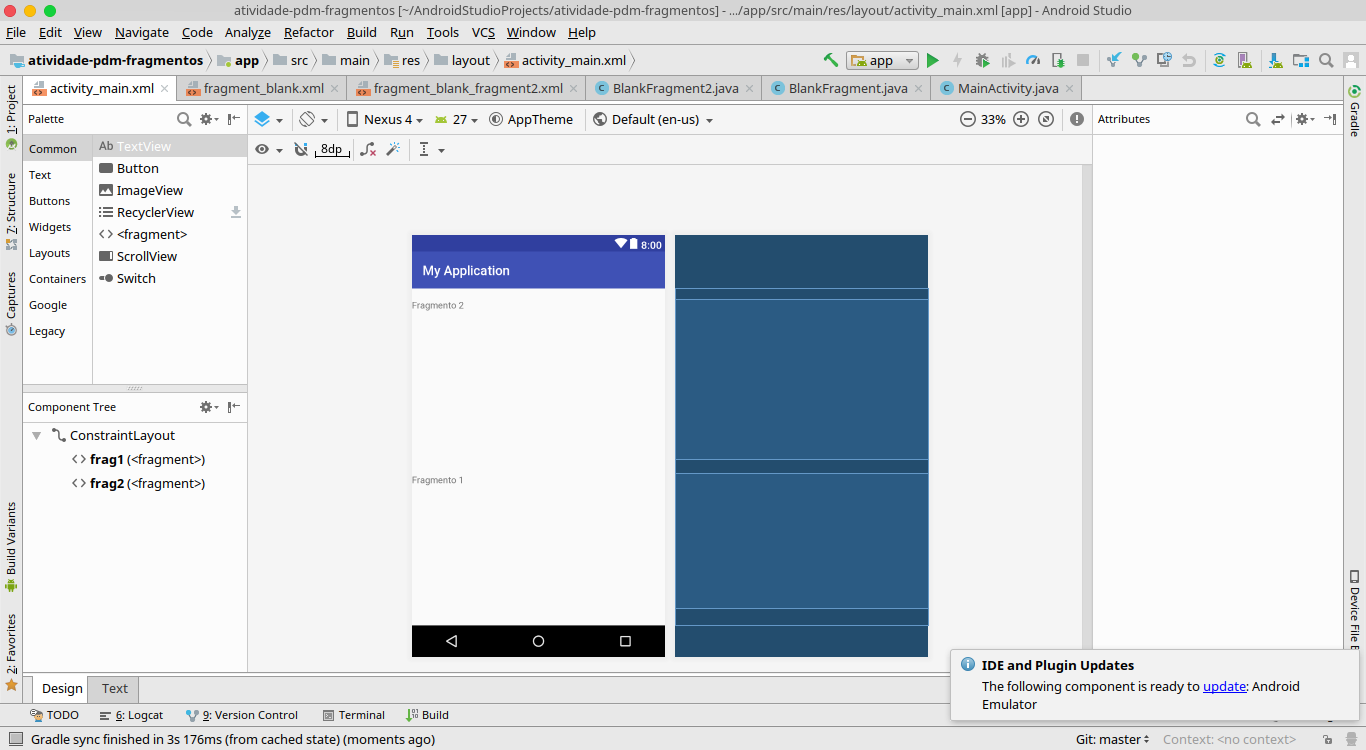 atividade-pdm-fragmentos [~/AndroidStudioProjects/atividade-pdm-fragmentos] - .../app/src/main/res/layout/activity_main.xml [app] - Android Studio
File Edit View Navigate Code Analyze Refactor Build Run Tools VCS Window Help
atividade-pdm-fragmentos app src main res layout activity_main.xml app
activity_main.xml fragment_blank.xml fragment_blank_fragment2.xml BlankFragment2.java BlankFragment.java MainActivity.java
1: Project
7: Structure
Captures
Build Variants
2: Favorites
Palette
Common
Text
Buttons
Widgets
Layouts
Containers
Google
Legacy
Ab TextView
Button
ImageView
RecyclerView
<fragment>
ScrollView
Switch
Component Tree
ConstraintLayout
frag1 (<fragment>)
frag2 (<fragment>)
Nexus 4 27 AppTheme Default (en-us) 33%
8dp
8:00
My Application
Fragmento 2
Fragmento 1
Attributes
Gradle
Device File E
IDE and Plugin Updates
The following component is ready to update: Android
Emulator
Design Text
TODO 6: Logcat 9: Version Control Terminal Build
Gradle sync finished in 3s 176ms (from cached state) (moments ago) Git: master Context: <no context>